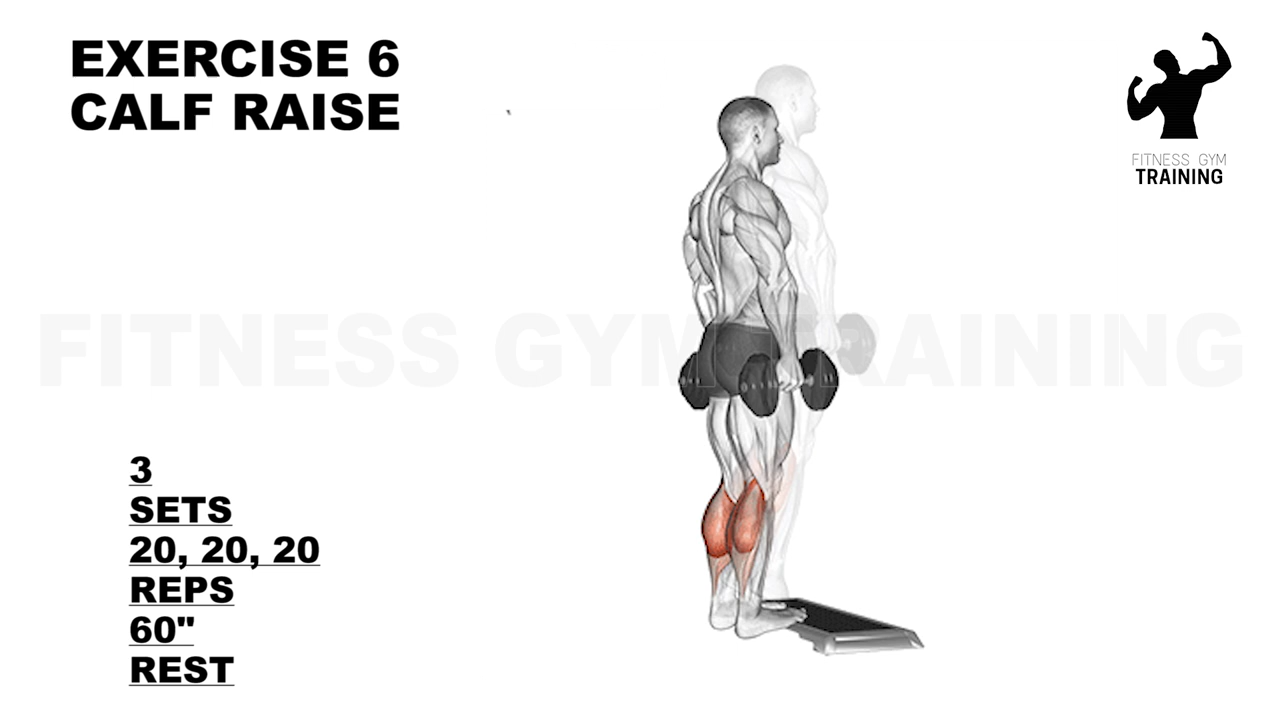 EXERCISE 6
CALF RAISE
FITNESS GYM
TRAINING
FITNESS GYM TRAINING
3
SETS
20, 20, 20
REPS
60"
REST